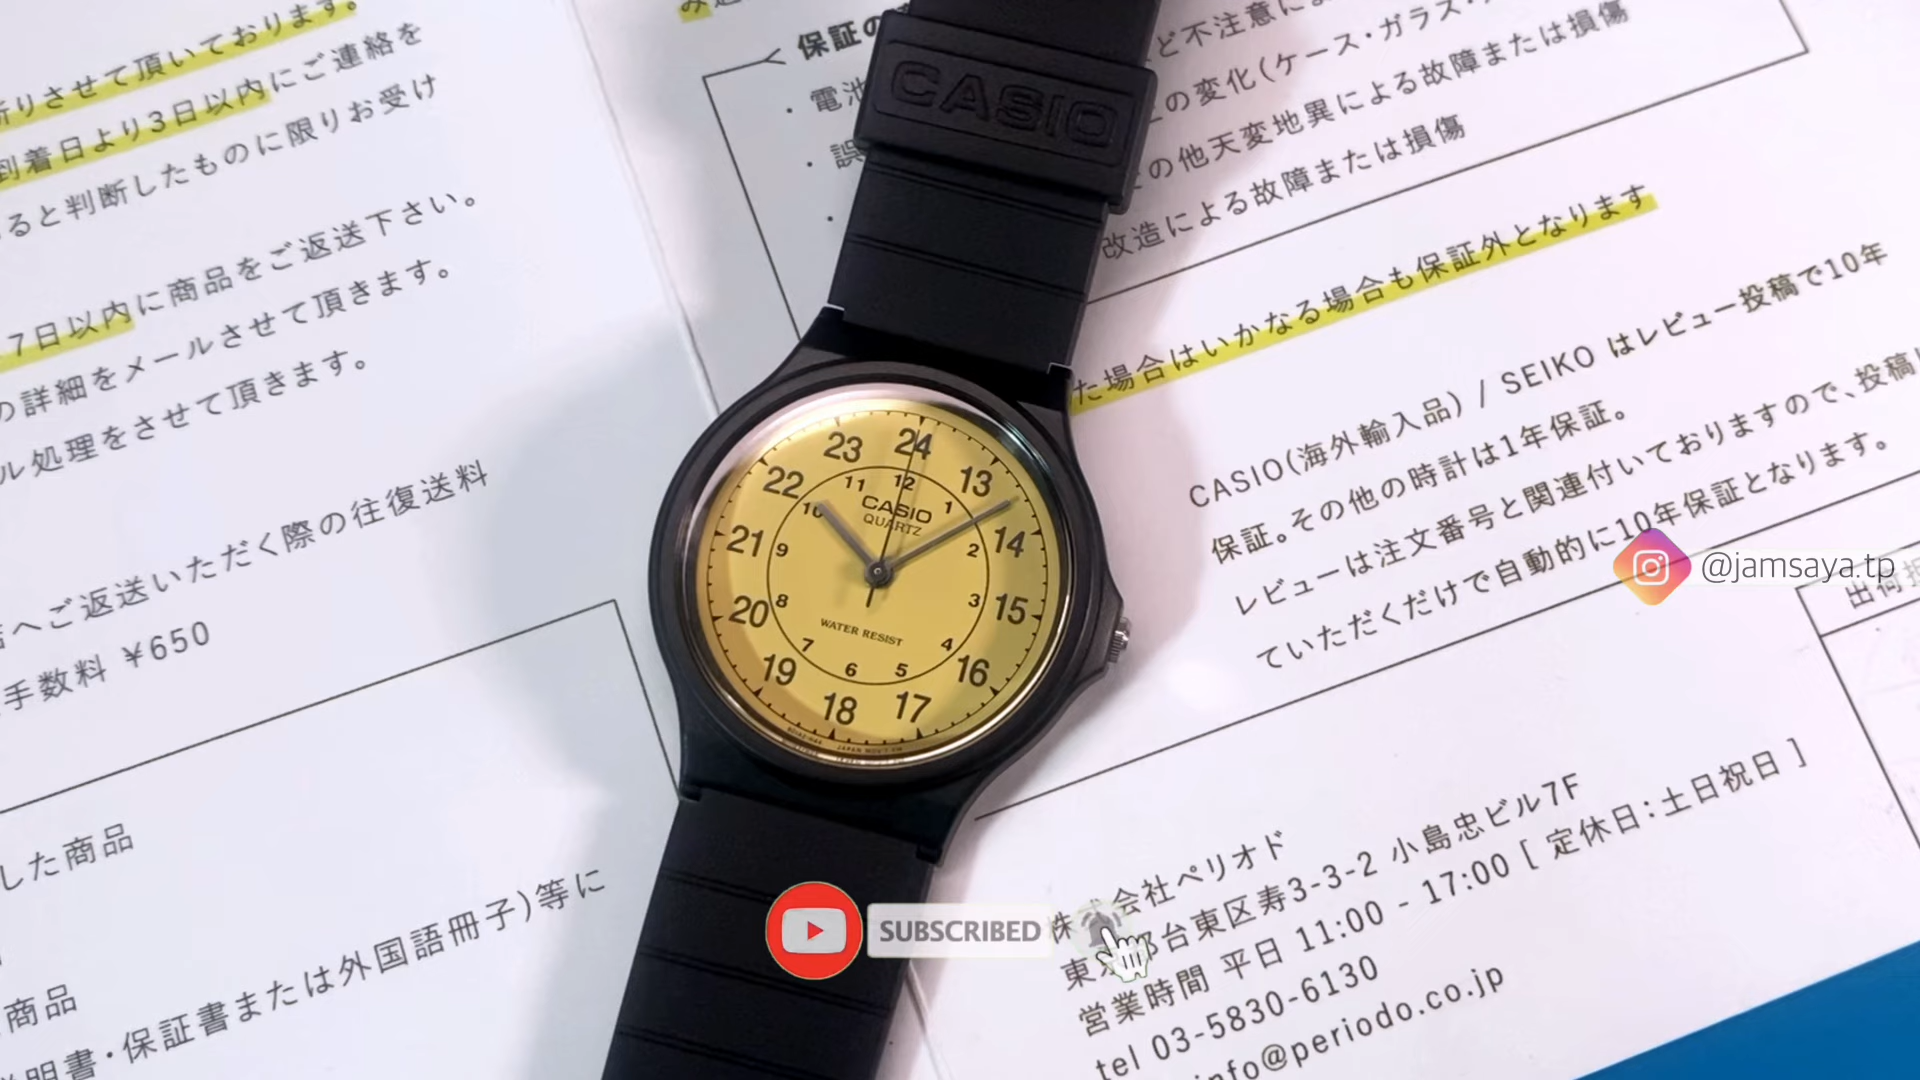 断りさせて頂いております。
到着日より3日以内にご連絡を
ると判断したものに限りお受け
7日以内に商品をご返送下さい。
の詳細をメールさせて頂きます。
ル処理をさせて頂きます。
へご返送いただく際の往復送料
手数料 ¥650
した商品
商品
明書・保証書または外国語冊子)等に
保証の
・電池
・誤
ど不注意に
の変化(ケース・ガラス・
の他天変地異による故障または損傷
改造による故障または損傷
た場合はいかなる場合も保証外となります
CASIO(海外輸入品) / SEIKO はレビュー投稿で10年
保証。その他の時計は1年保証。
レビューは注文番号と関連付いておりますので、投稿
ていただくだけで自動的に10年保証となります。
CASIO
24
23
13
22
12
11
1
10
CASIO
QUARTZ
21
9
2
14
20
8
3
15
WATER RESIST
19
7
6
5
4
16
18
17
@jamsaya.tp
株式会社ペリオド
東京都台東区寿3-3-2 小島忠ビル7F
営業時間 平日 11:00 - 17:00 [ 定休日:土日祝日 ]
tel 03-5830-6130
info@periodo.co.jp
SUBSCRIBED